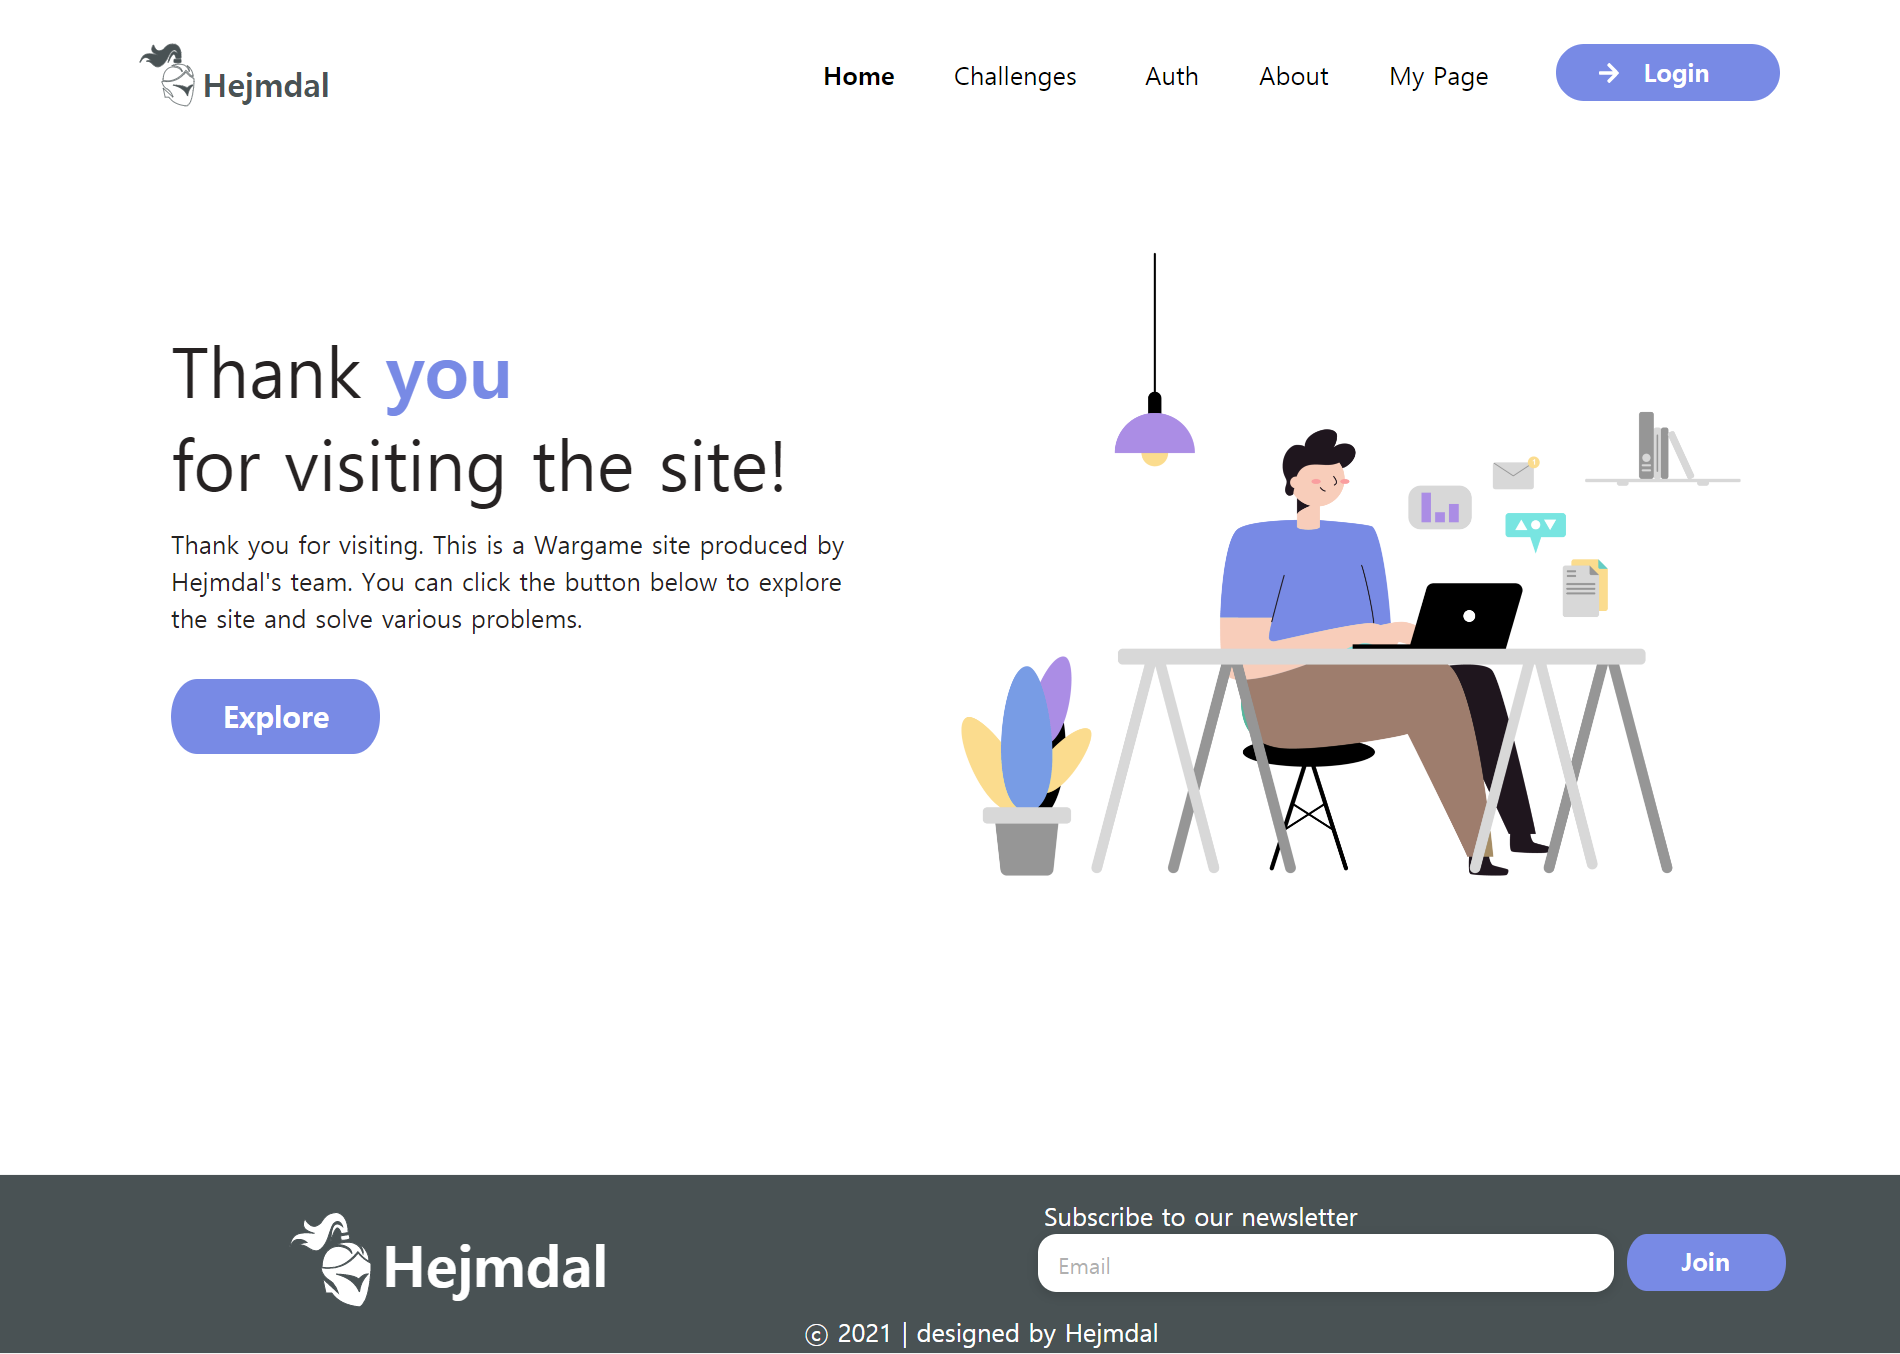 Hejmdal
Home
Challenges
Auth
About
My Page
Login
Thank you
for visiting the site!
Thank you for visiting. This is a Wargame site produced by
Hejmdal's team. You can click the button below to explore
the site and solve various problems.
Explore
Hejmdal
Subscribe to our newsletter
Email
Join
ⓒ 2021 | designed by Hejmdal